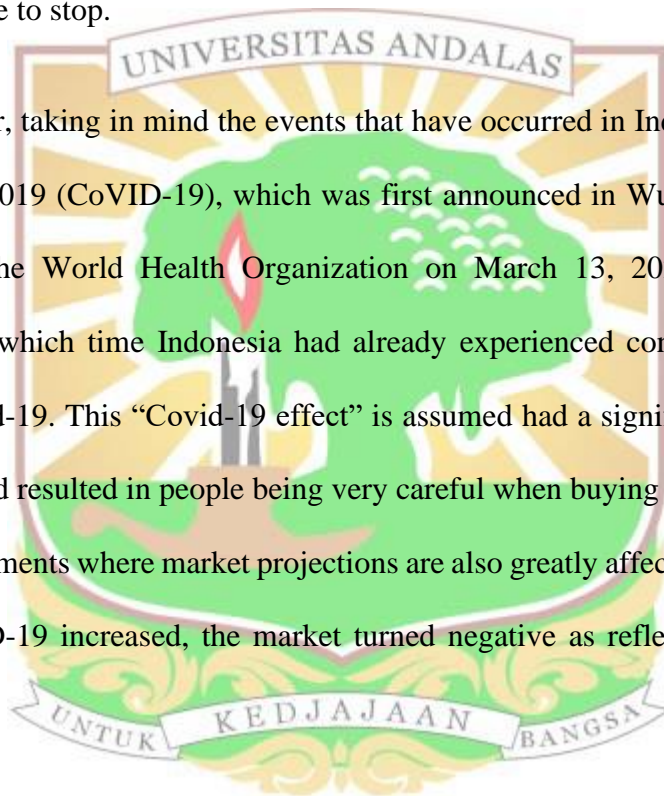 e to stop.
UNIVERSITAS ANDALAS
r, taking in mind the events that have occurred in Inc
019 (CoVID-19), which was first announced in Wu
he World Health Organization on March 13, 20
which time Indonesia had already experienced con
d-19. This “Covid-19 effect” is assumed had a signi
d resulted in people being very careful when buying
ments where market projections are also greatly affec
D-19 increased, the market turned negative as refle
UNTUK KEDJAJAAN BANGSA